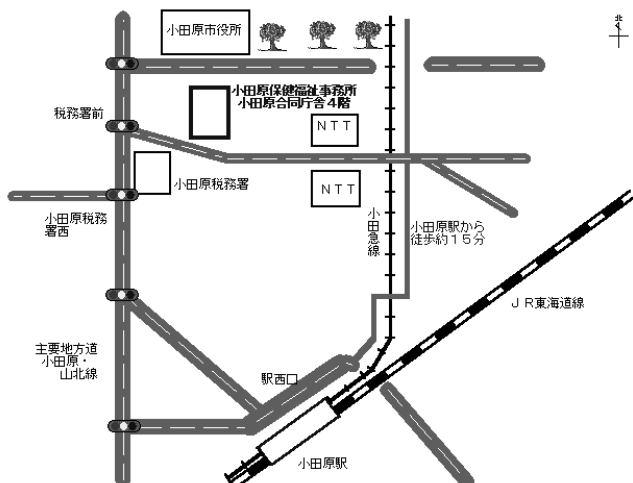 小田原市役所
北
小田原保健福祉事務所
小田原合同庁舎４階
税務署前
ＮＴＴ
小田原税務署
ＮＴＴ
小田原税務
署西
小田急線
小田原駅から
徒歩約１５分
ＪＲ東海道線
主要地方道
小田原・
山北線
駅西口
小田原駅